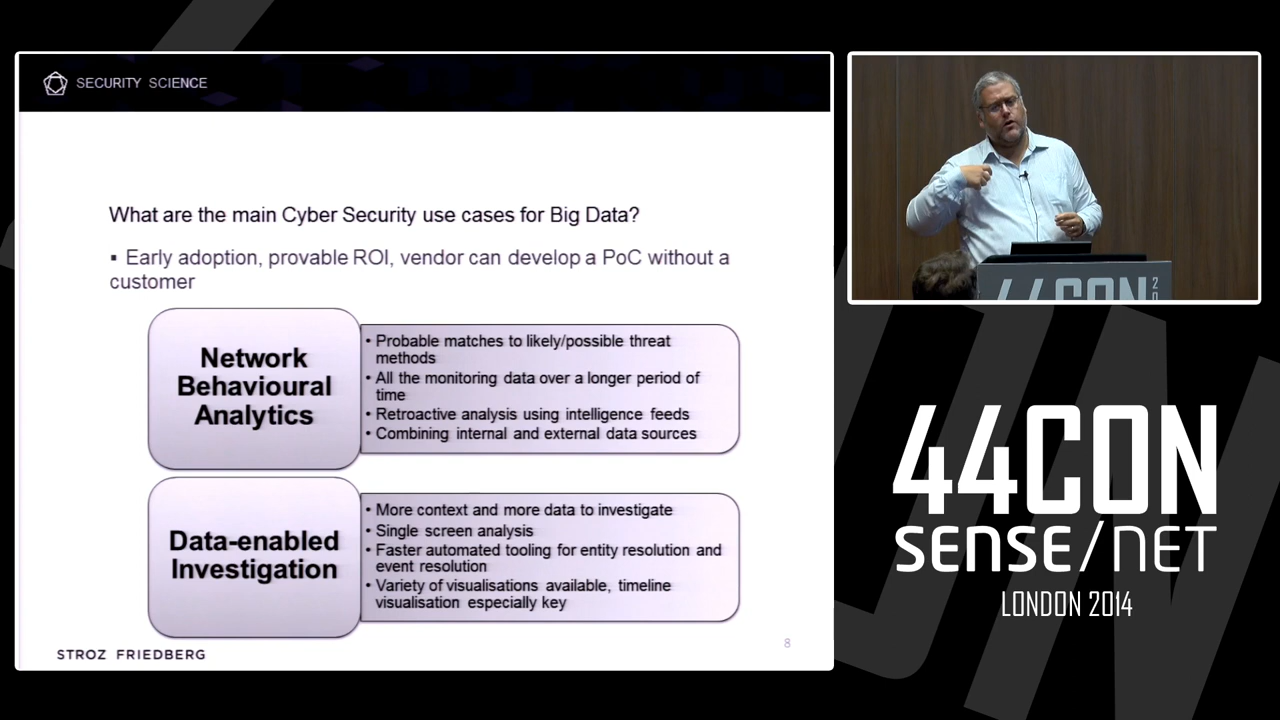 SECURITY SCIENCE
What are the main Cyber Security use cases for Big Data?
▪ Early adoption, provable ROI, vendor can develop a PoC without a
customer
Network
Behavioural
Analytics
• Probable matches to likely/possible threat
methods
• All the monitoring data over a longer period of
time
• Retroactive analysis using intelligence feeds
• Combining internal and external data sources
Data-enabled
Investigation
• More context and more data to investigate
• Single screen analysis
• Faster automated tooling for entity resolution and
event resolution
• Variety of visualisations available, timeline
visualisation especially key
STROZ FRIEDBERG
8
44CON
20
44CON
SENSE/NET
LONDON 2014